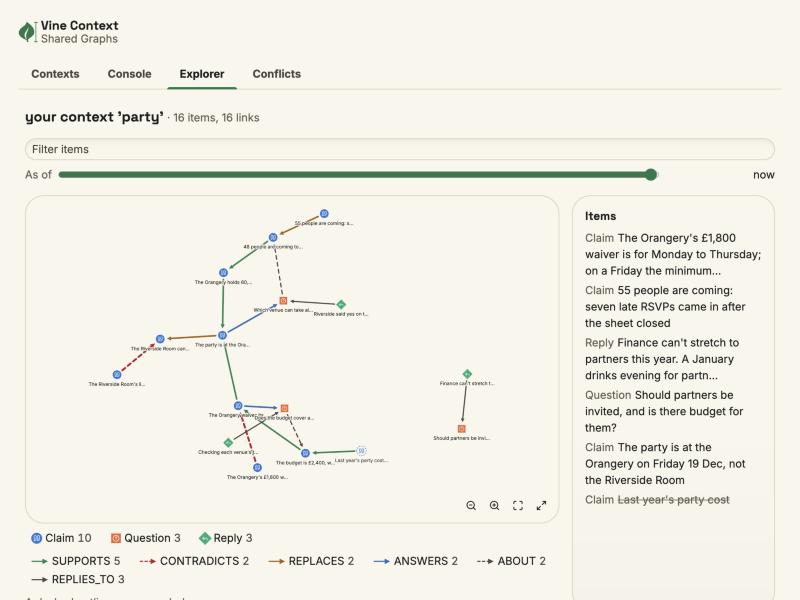 Vine Context
Shared Graphs
Contexts Console Explorer Conflicts
your context 'party' · 16 items, 16 links
Filter items
As of
now
55 people are coming: s...
48 people are coming to...
The Orangery holds 60,...
Which venue can take al...
Riverside said yes on t...
The party is at the Ora...
The Riverside Room can...
The Riverside Room's li...
Finance can't stretch t...
The Orangery waiver
Does the budget cover a...
Should partners be invi...
Checking each venue's
The budget is £2,400, w...
Last year's party cost...
The Orangery's £1,800 w...
Claim 10 Question 3 Reply 3
SUPPORTS 5 CONTRADICTS 2 REPLACES 2 ANSWERS 2 ABOUT 2
REPLIES_TO 3
Items
Claim The Orangery's £1,800
waiver is for Monday to Thursday;
on a Friday the minimum...
Claim 55 people are coming:
seven late RSVPs came in after
the sheet closed
Reply Finance can't stretch to
partners this year. A January
drinks evening for partn...
Question Should partners be
invited, and is there budget for
them?
Claim The party is at the
Orangery on Friday 19 Dec, not
the Riverside Room
Claim Last year's party cost